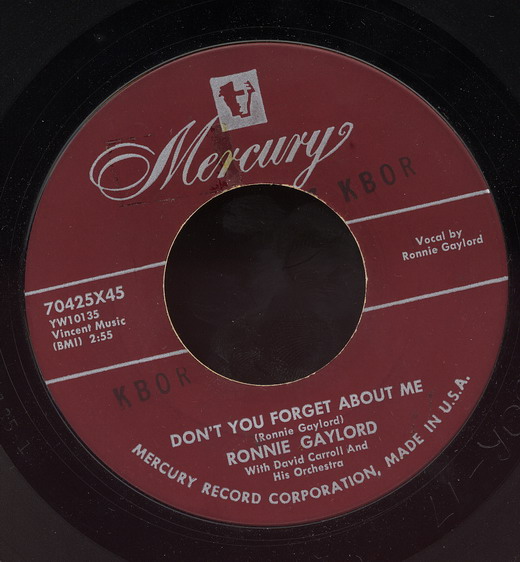 Mercury
KBOR
Vocal by
Ronnie Gaylord
70425X45
YW10135
Vincent Music
(BMI) 2:55
KBOR
DON'T YOU FORGET ABOUT ME
(Ronnie Gaylord)
RONNIE GAYLORD
With David Carroll And
His Orchestra
MERCURY RECORD CORPORATION, MADE IN U.S.A.